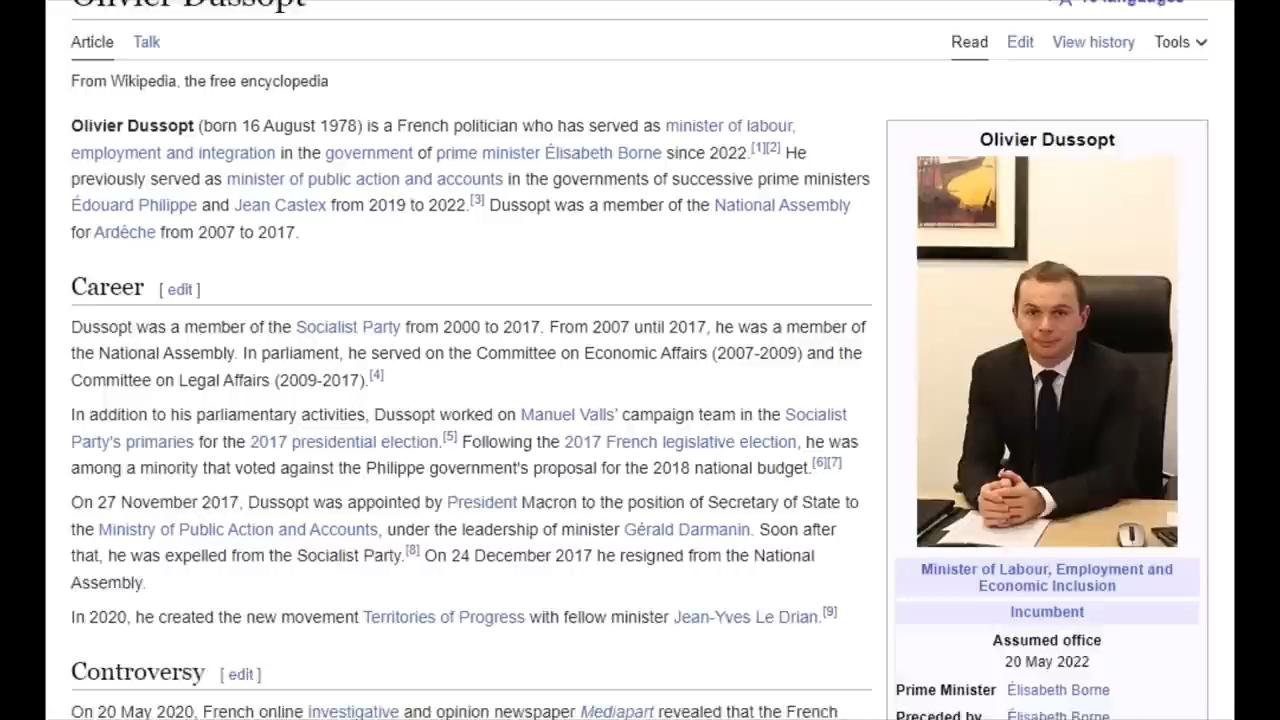 Olivier Dussopt
languages
Article Talk Read Edit View history Tools
From Wikipedia, the free encyclopedia
Olivier Dussopt (born 16 August 1978) is a French politician who has served as minister of labour,
employment and integration in the government of prime minister Élisabeth Borne since 2022.[1][2] He
previously served as minister of public action and accounts in the governments of successive prime ministers
Édouard Philippe and Jean Castex from 2019 to 2022.[3] Dussopt was a member of the National Assembly
for Ardèche from 2007 to 2017.
Career [ edit ]
Dussopt was a member of the Socialist Party from 2000 to 2017. From 2007 until 2017, he was a member of
the National Assembly. In parliament, he served on the Committee on Economic Affairs (2007-2009) and the
Committee on Legal Affairs (2009-2017).[4]
In addition to his parliamentary activities, Dussopt worked on Manuel Valls' campaign team in the Socialist
Party's primaries for the 2017 presidential election.[5] Following the 2017 French legislative election, he was
among a minority that voted against the Philippe government's proposal for the 2018 national budget.[6][7]
On 27 November 2017, Dussopt was appointed by President Macron to the position of Secretary of State to
the Ministry of Public Action and Accounts, under the leadership of minister Gérald Darmanin. Soon after
that, he was expelled from the Socialist Party.[8] On 24 December 2017 he resigned from the National
Assembly.
In 2020, he created the new movement Territories of Progress with fellow minister Jean-Yves Le Drian.[9]
Controversy [ edit ]
On 20 May 2020, French online investigative and opinion newspaper Mediapart revealed that the French
Olivier Dussopt
Minister of Labour, Employment and
Economic Inclusion
Incumbent
Assumed office
20 May 2022
Prime Minister Élisabeth Borne
Preceded by Élisabeth Borne